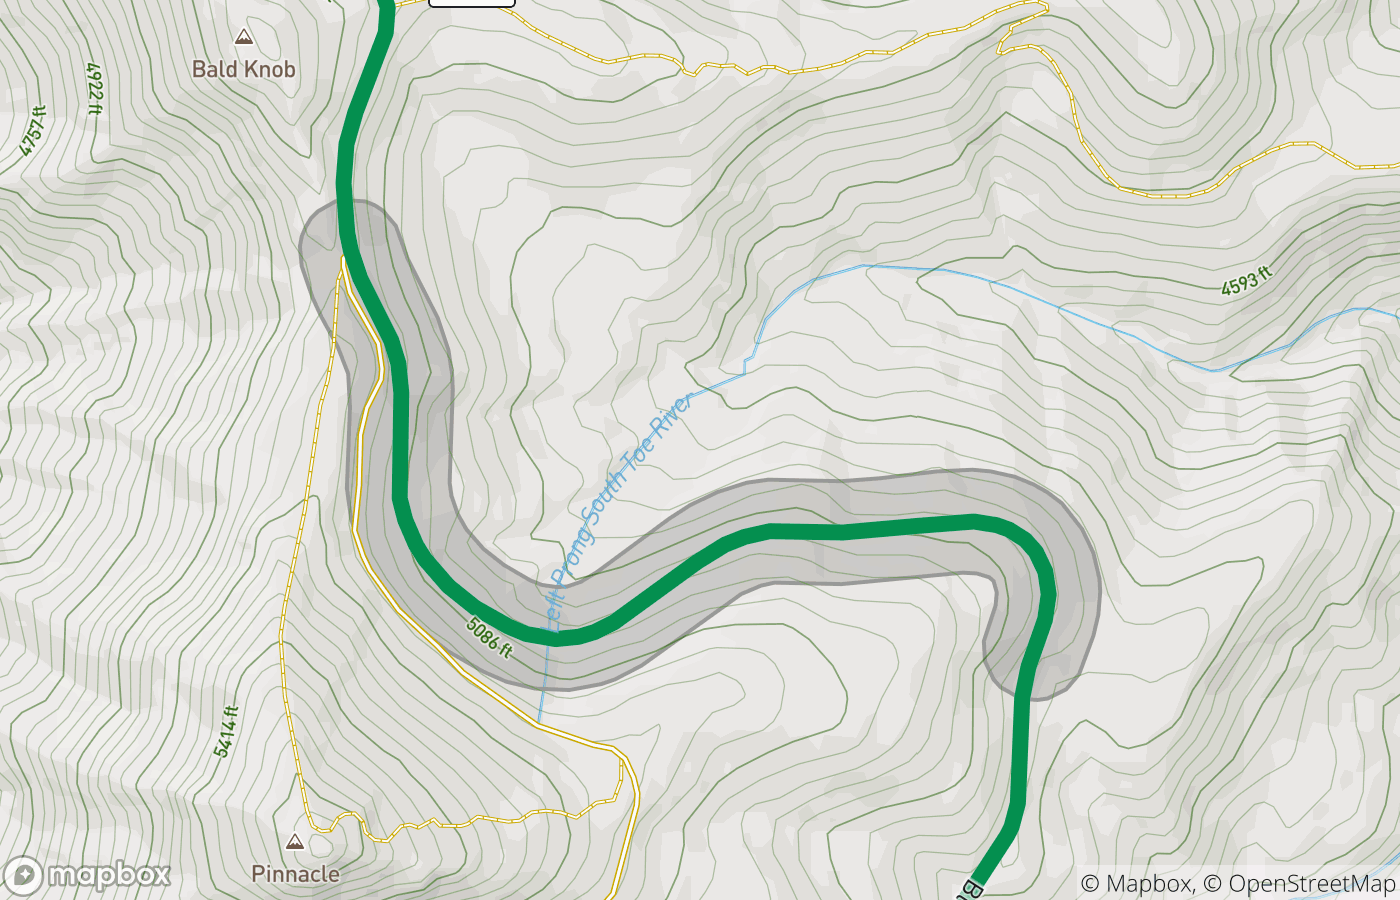 Bald Knob
4922 ft
4757 ft
4593 ft
Left Prong South Toe River
5086 ft
5414 ft
Pinnacle
mapbox
© Mapbox, © OpenStreetMap